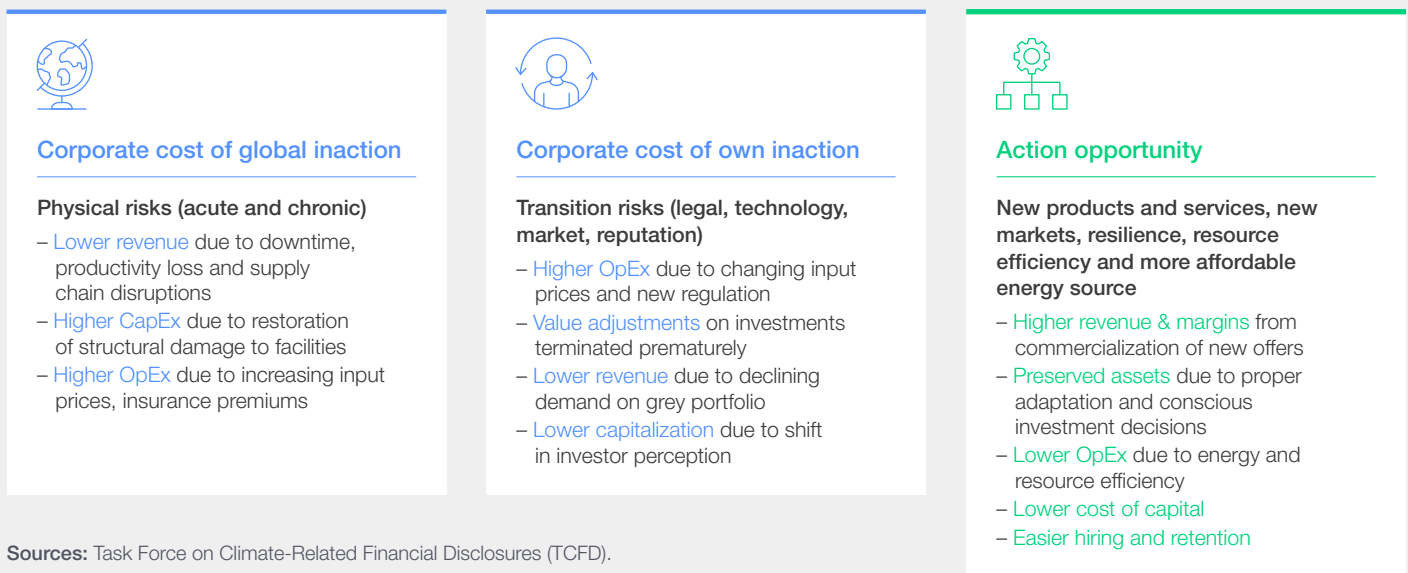 Corporate cost of global inaction
Physical risks (acute and chronic)
– Lower revenue due to downtime,
productivity loss and supply
chain disruptions
– Higher CapEx due to restoration
of structural damage to facilities
– Higher OpEx due to increasing input
prices, insurance premiums
Corporate cost of own inaction
Transition risks (legal, technology,
market, reputation)
– Higher OpEx due to changing input
prices and new regulation
– Value adjustments on investments
terminated prematurely
– Lower revenue due to declining
demand on grey portfolio
– Lower capitalization due to shift
in investor perception
Action opportunity
New products and services, new
markets, resilience, resource
efficiency and more affordable
energy source
– Higher revenue & margins from
commercialization of new offers
– Preserved assets due to proper
adaptation and conscious
investment decisions
– Lower OpEx due to energy and
resource efficiency
– Lower cost of capital
– Easier hiring and retention
Sources: Task Force on Climate-Related Financial Disclosures (TCFD).